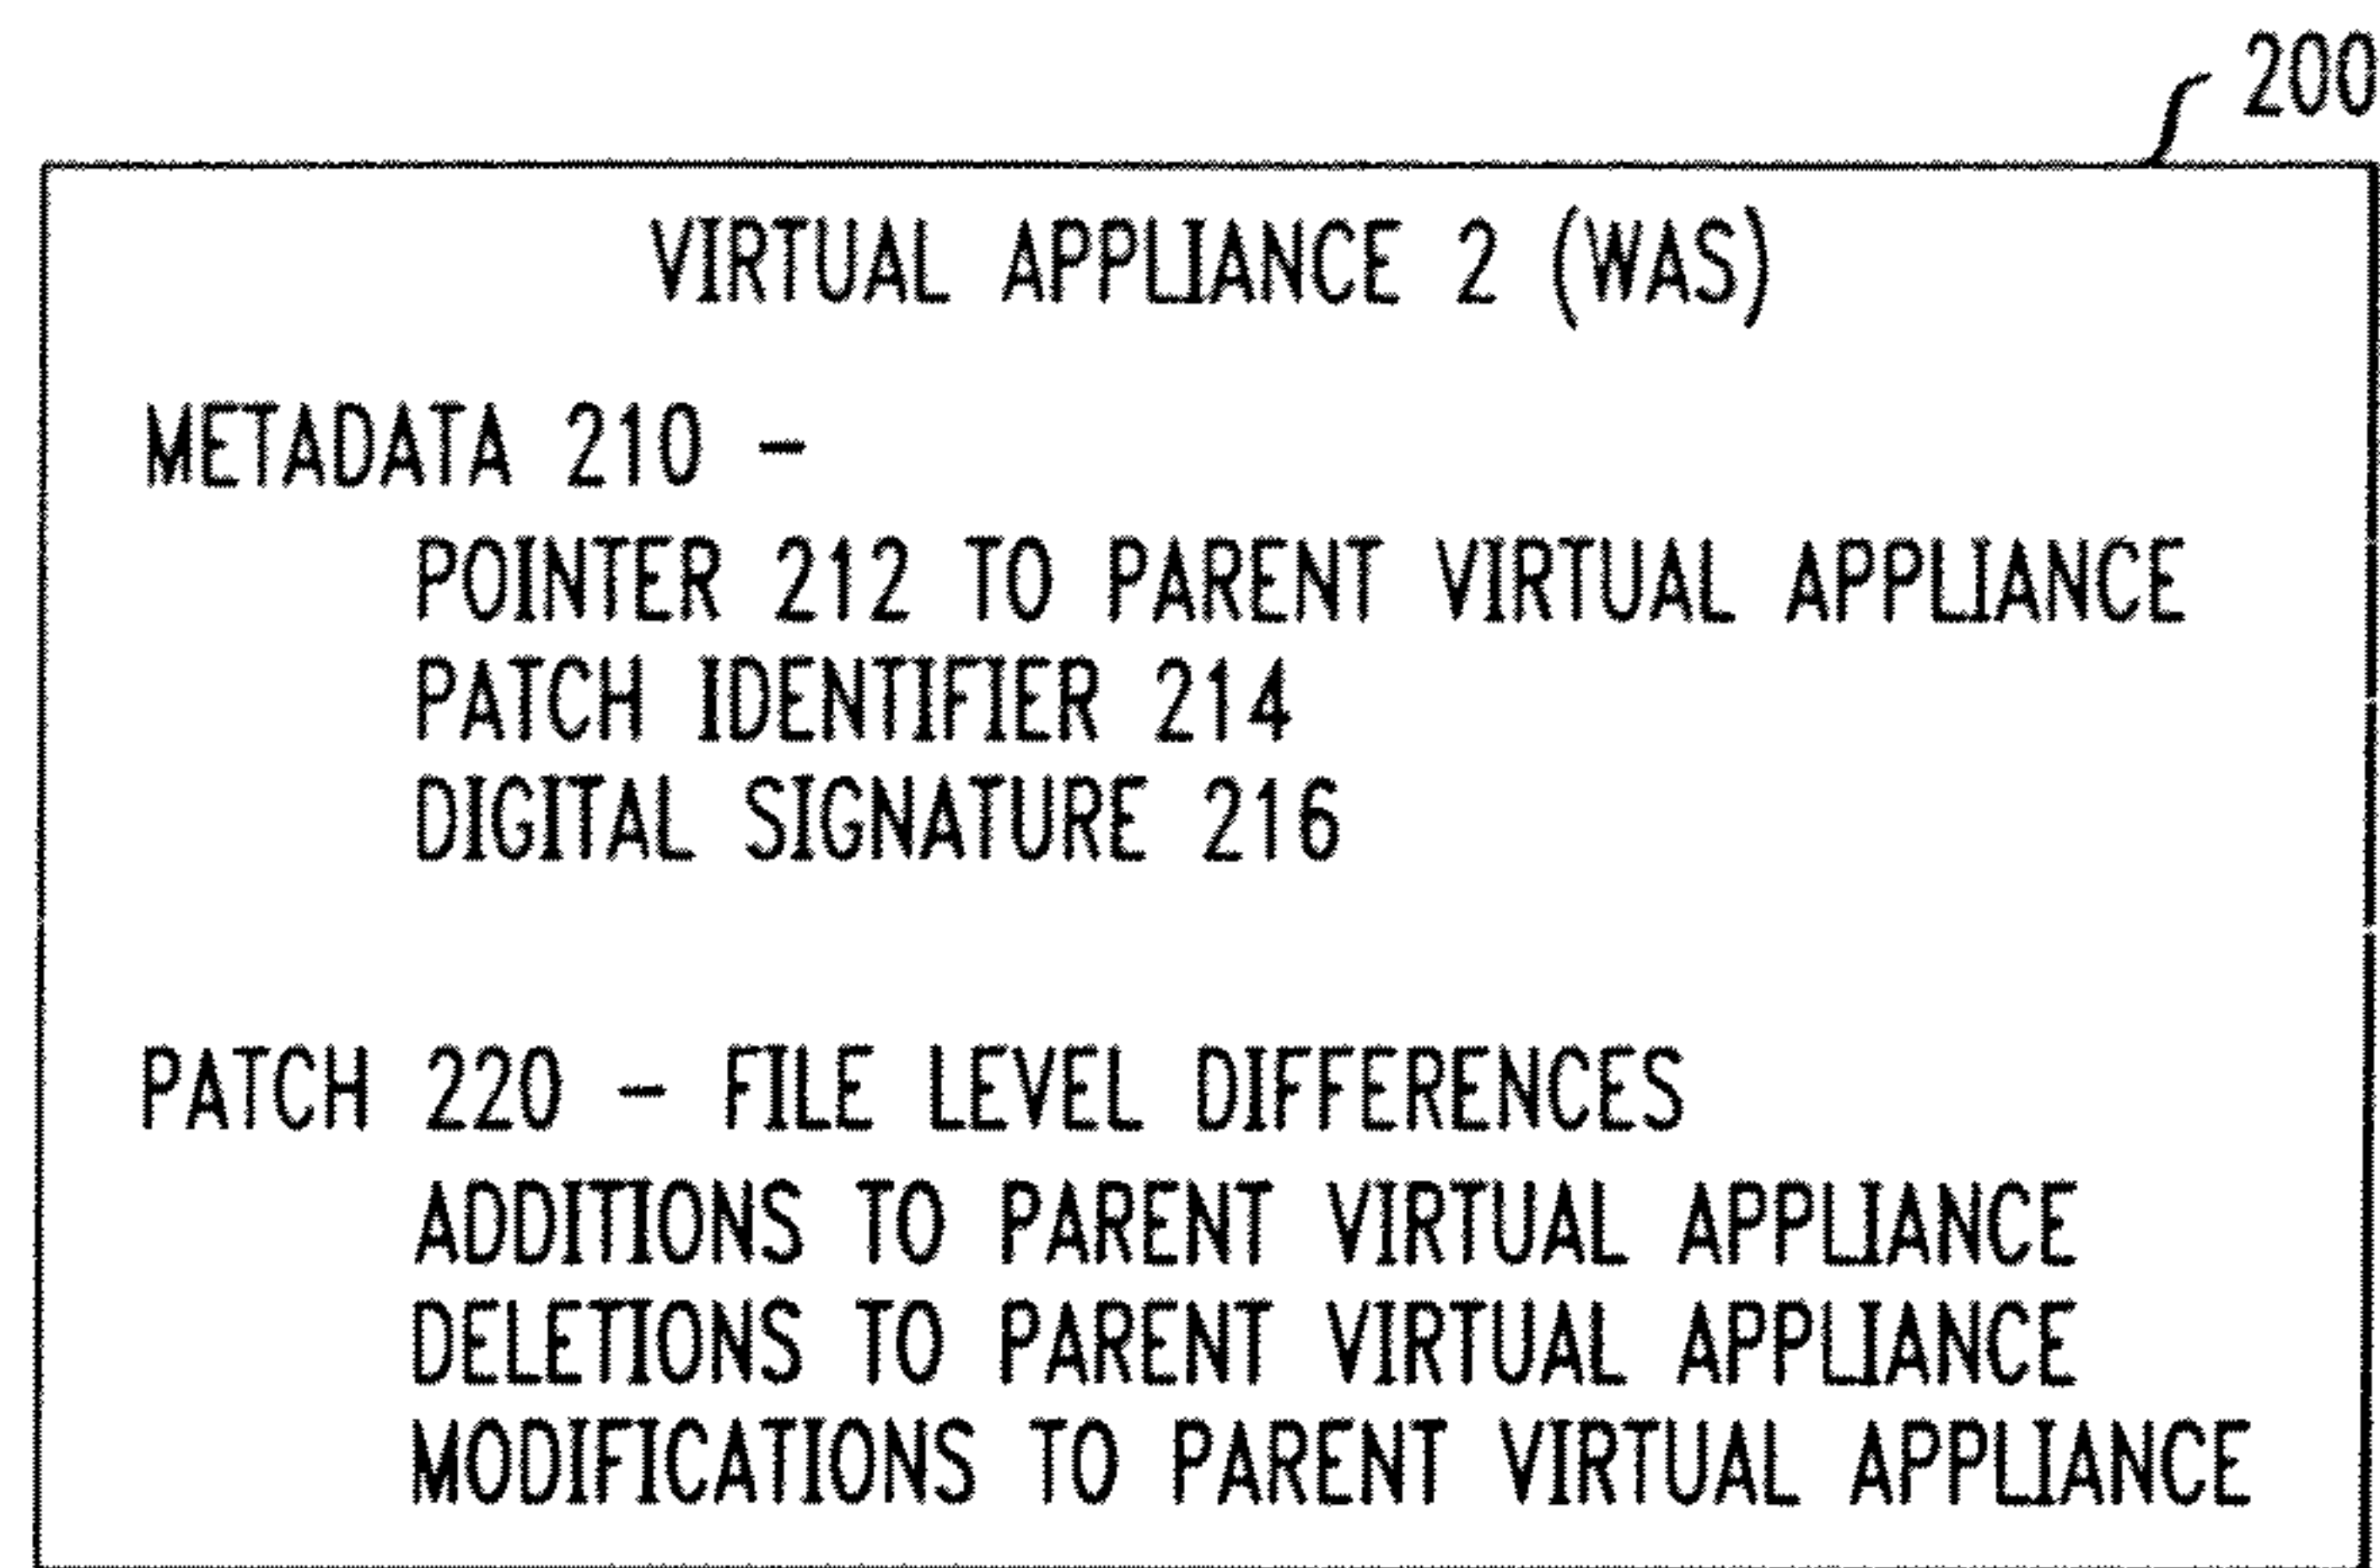 200
VIRTUAL APPLIANCE 2 (WAS)
METADATA 210 -
POINTER 212 TO PARENT VIRTUAL APPLIANCE
PATCH IDENTIFIER 214
DIGITAL SIGNATURE 216
PATCH 220 - FILE LEVEL DIFFERENCES
ADDITIONS TO PARENT VIRTUAL APPLIANCE
DELETIONS TO PARENT VIRTUAL APPLIANCE
MODIFICATIONS TO PARENT VIRTUAL APPLIANCE